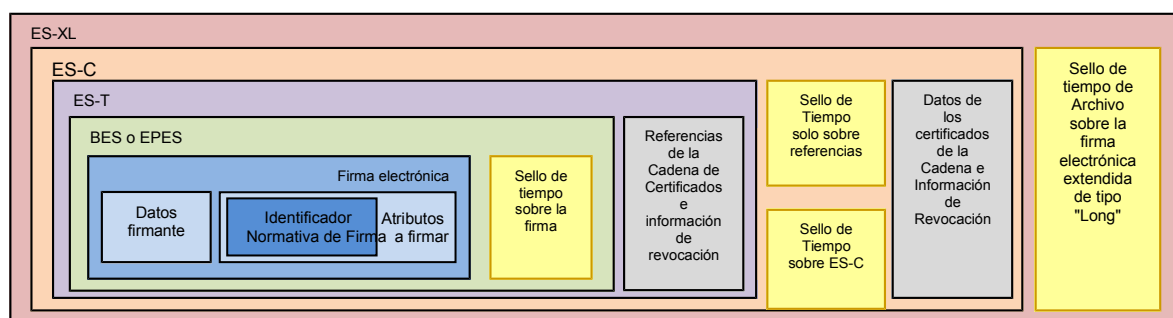 ES-XL
ES-C
ES-T
BES o EPES
Firma electrónica
Datos
firmante
Identificador
Normativa de Firma
Atributos
a firmar
Sello de
tiempo
sobre la
firma
Referencias
de la
Cadena de
Certificados
e
información
de
revocación
Sello de
Tiempo
solo sobre
referencias
Sello de
Tiempo
sobre ES-C
Datos de
los
certificados
de la
Cadena e
Información
de
Revocación
Sello de
tiempo de
Archivo
sobre la
firma
electrónica
extendida
de tipo
"Long"